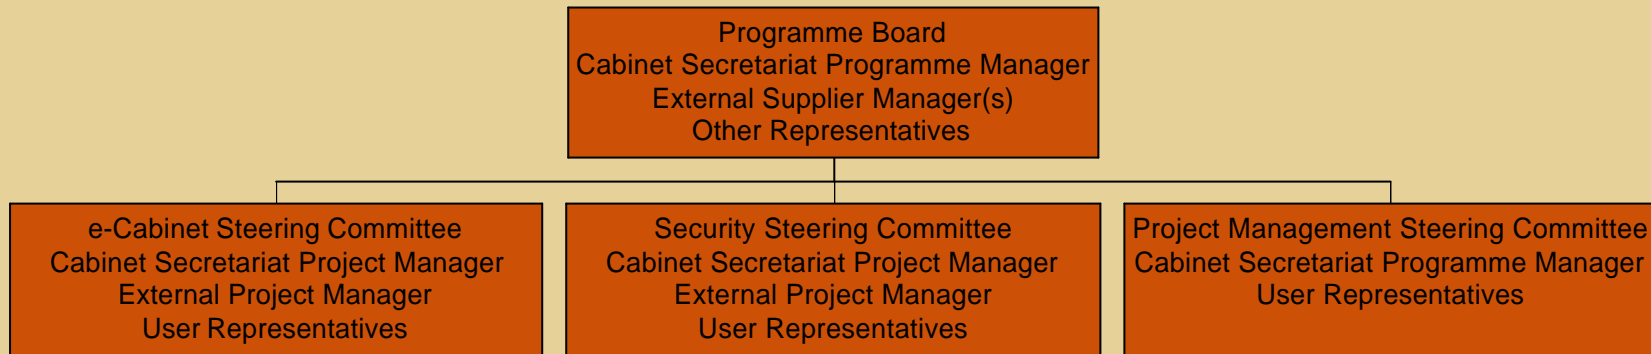 Programme Board
Cabinet Secretariat Programme Manager
External Supplier Manager(s)
Other Representatives
e-Cabinet Steering Committee
Cabinet Secretariat Project Manager
External Project Manager
User Representatives
Security Steering Committee
Cabinet Secretariat Project Manager
External Project Manager
User Representatives
Project Management Steering Committee
Cabinet Secretariat Programme Manager
User Representatives